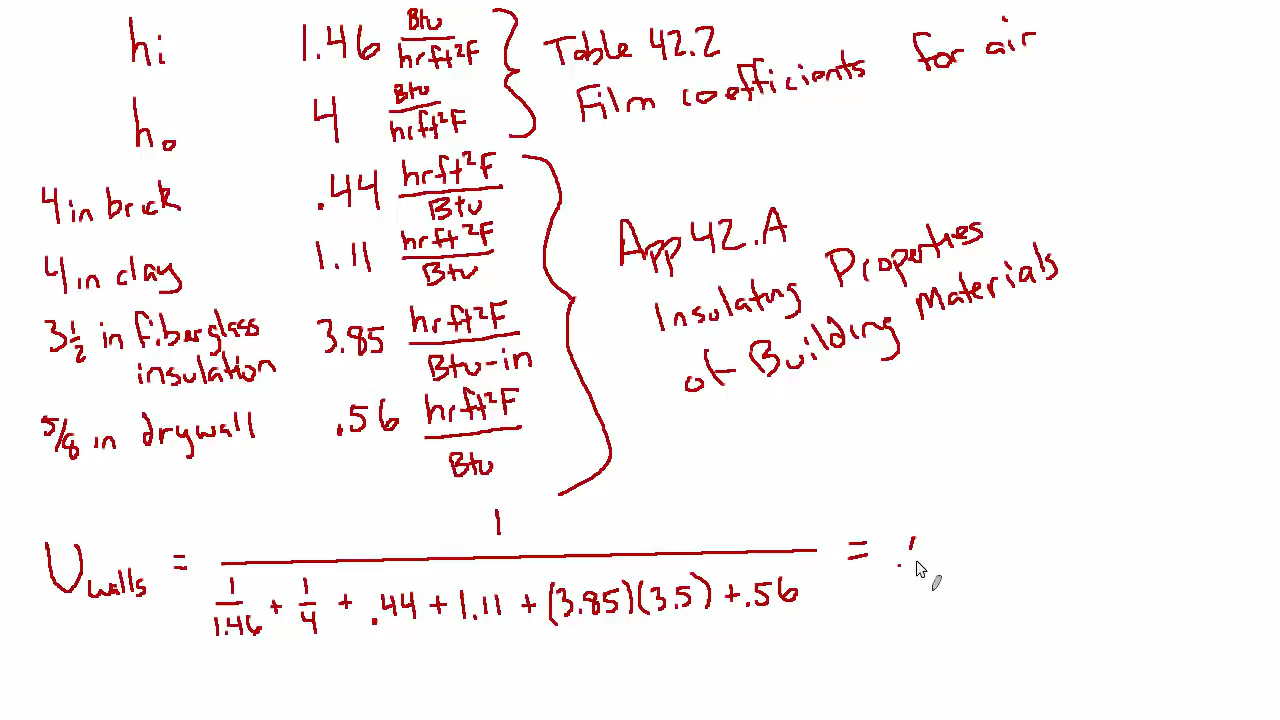 hi 1.46 Btu/hrft²F Table 42.2
Film coefficients for air
ho 4 Btu/hrft²F
4 in brick .44 hrft²F/Btu
4 in clay 1.11 hrft²F/Btu
App 42.A
Insulating Properties
of Building Materials
3 1/2 in fiberglass insulation 3.85 hrft²F/Btu-in
5/8 in drywall .56 hrft²F/Btu
U walls = 1 / (1/1.46 + 1/4 + .44 + 1.11 + (3.85)(3.5) + .56) = .